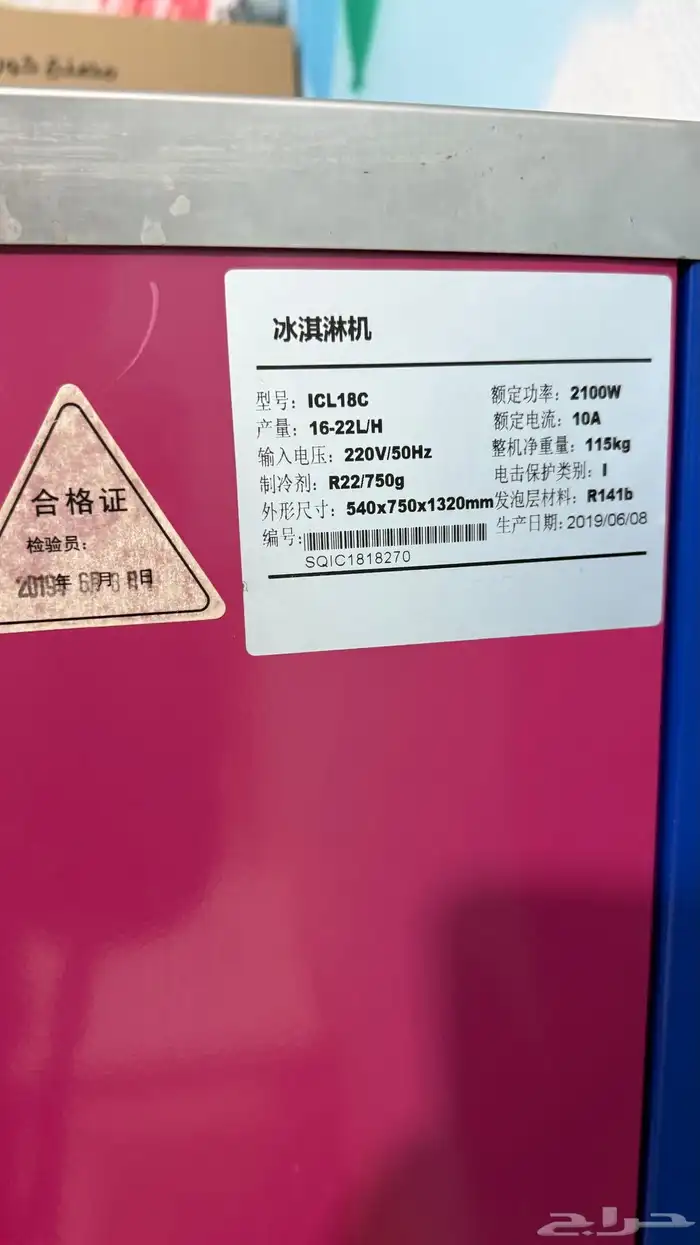 冰淇淋机
型号: ICL18C
额定功率: 2100W
产量: 16-22L/H
额定电流: 10A
输入电压: 220V/50Hz
整机净重量: 115kg
制冷剂: R22/750g
电击保护类别: I
外形尺寸: 540x750x1320mm
发泡层材料: R141b
编号:
生产日期: 2019/06/08
SQIC1818270
合格证
检验员:
2019年 6月8日
حراج